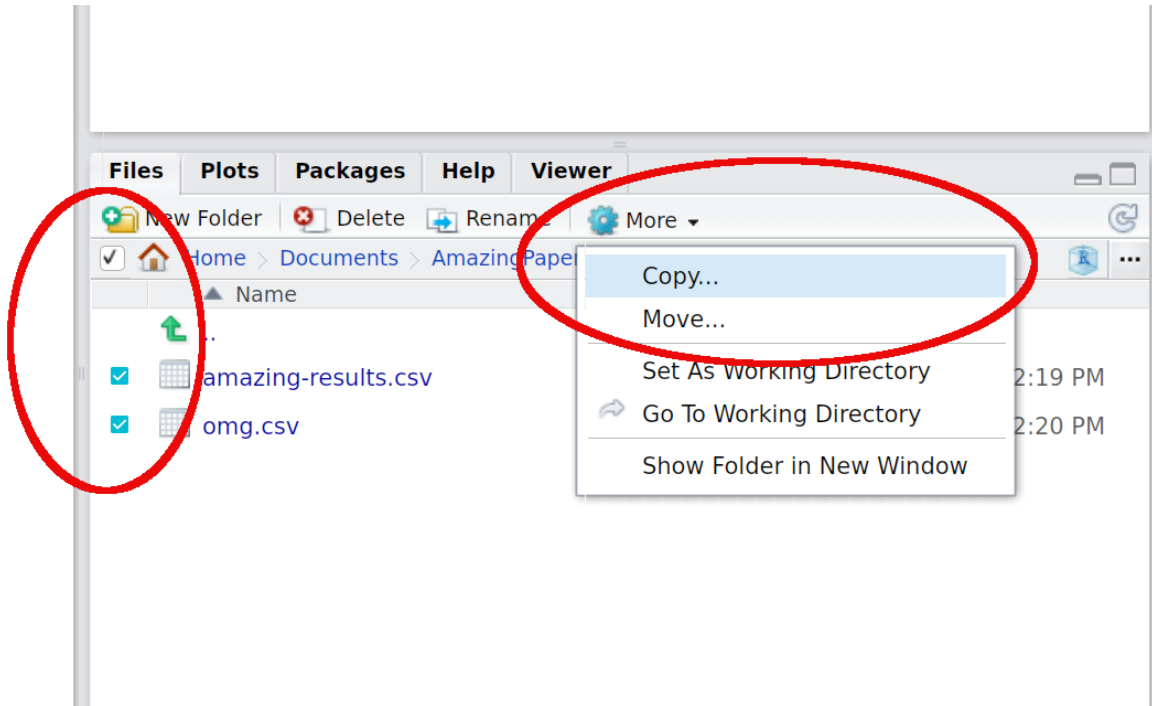 Files Plots Packages Help Viewer
New Folder Delete Rename More
Home > Documents > AmazingPaper
Name
Copy...
Move...
..
amazing-results.csv Set As Working Directory 2:19 PM
omg.csv Go To Working Directory 2:20 PM
Show Folder in New Window